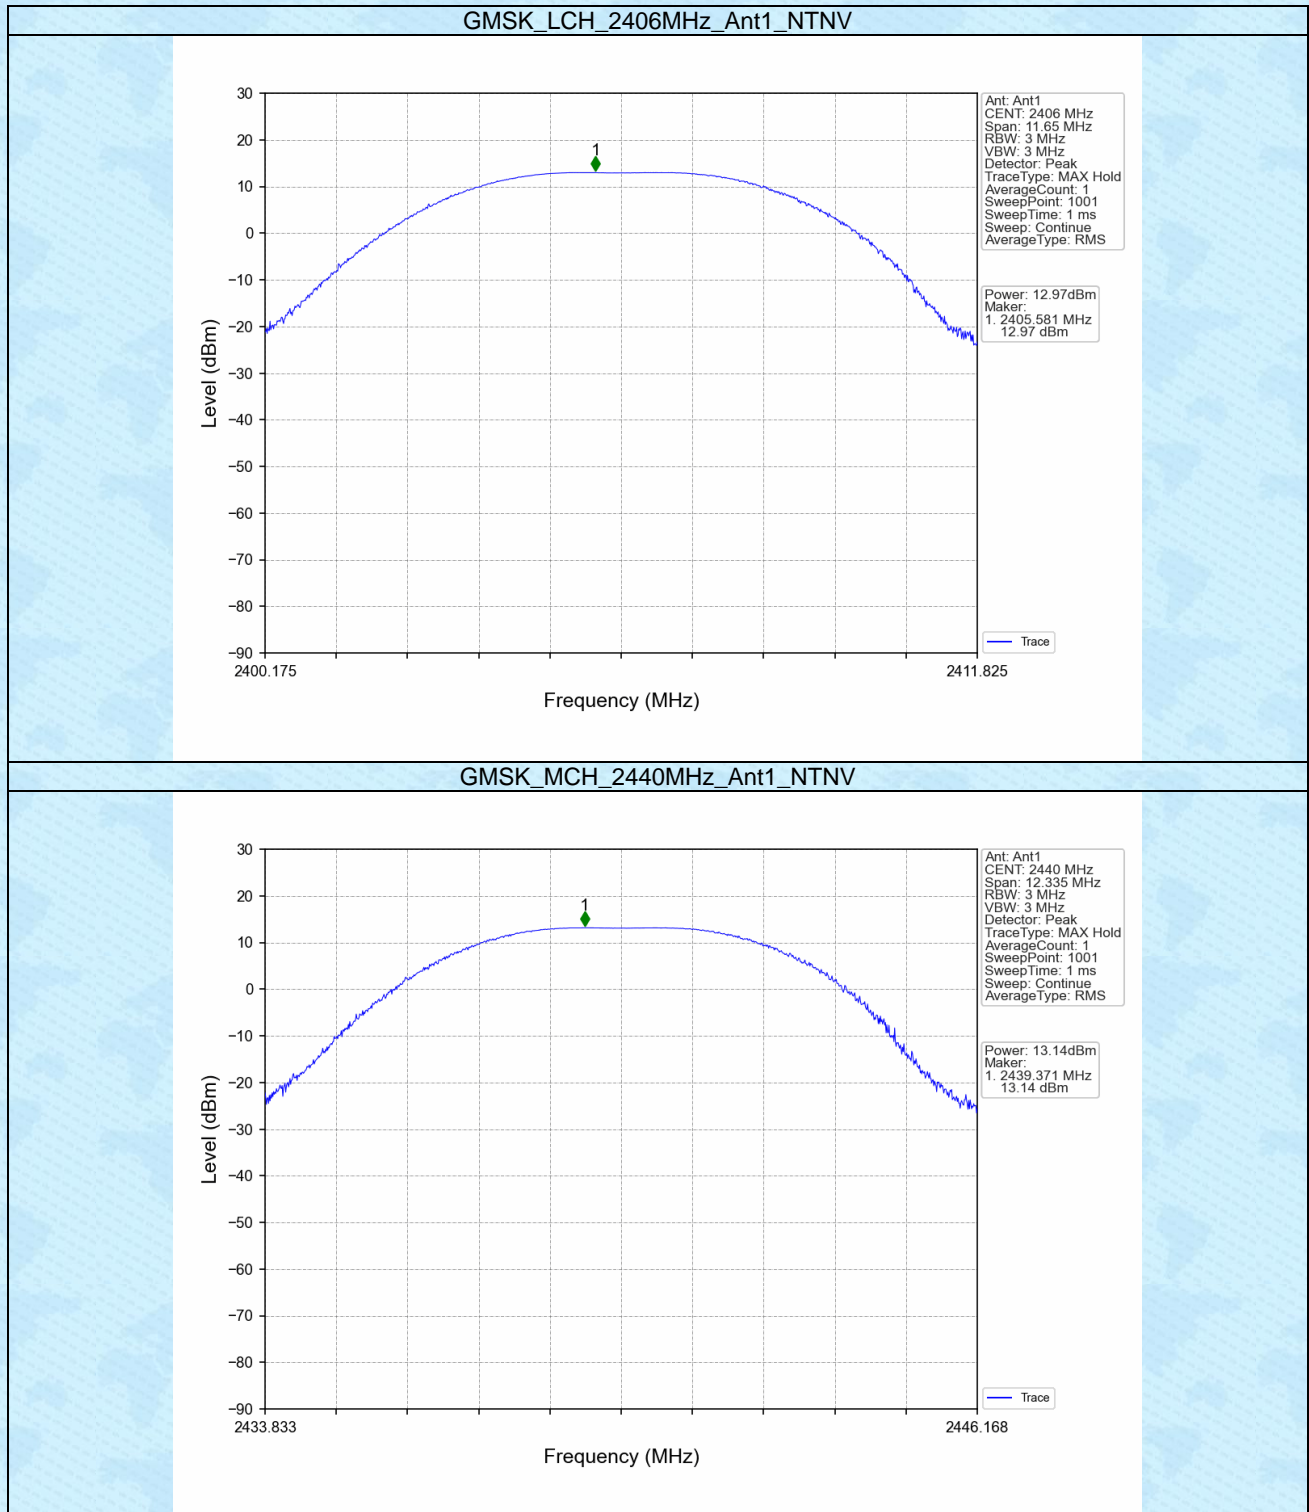 GMSK_LCH_2406MHz_Ant1_NTNV
30
20
10
0
−10
−20
−30
−40
−50
−60
−70
−80
−90
Level (dBm)
1
Ant: Ant1
CENT: 2406 MHz
Span: 11.65 MHz
RBW: 3 MHz
VBW: 3 MHz
Detector: Peak
TraceType: MAX Hold
AverageCount: 1
SweepPoint: 1001
SweepTime: 1 ms
Sweep: Continue
AverageType: RMS
Power: 12.97dBm
Maker:
1. 2405.581 MHz
12.97 dBm
Trace
2400.175
2411.825
Frequency (MHz)
GMSK_MCH_2440MHz_Ant1_NTNV
30
20
10
0
−10
−20
−30
−40
−50
−60
−70
−80
−90
Level (dBm)
1
Ant: Ant1
CENT: 2440 MHz
Span: 12.335 MHz
RBW: 3 MHz
VBW: 3 MHz
Detector: Peak
TraceType: MAX Hold
AverageCount: 1
SweepPoint: 1001
SweepTime: 1 ms
Sweep: Continue
AverageType: RMS
Power: 13.14dBm
Maker:
1. 2439.371 MHz
13.14 dBm
Trace
2433.833
2446.168
Frequency (MHz)